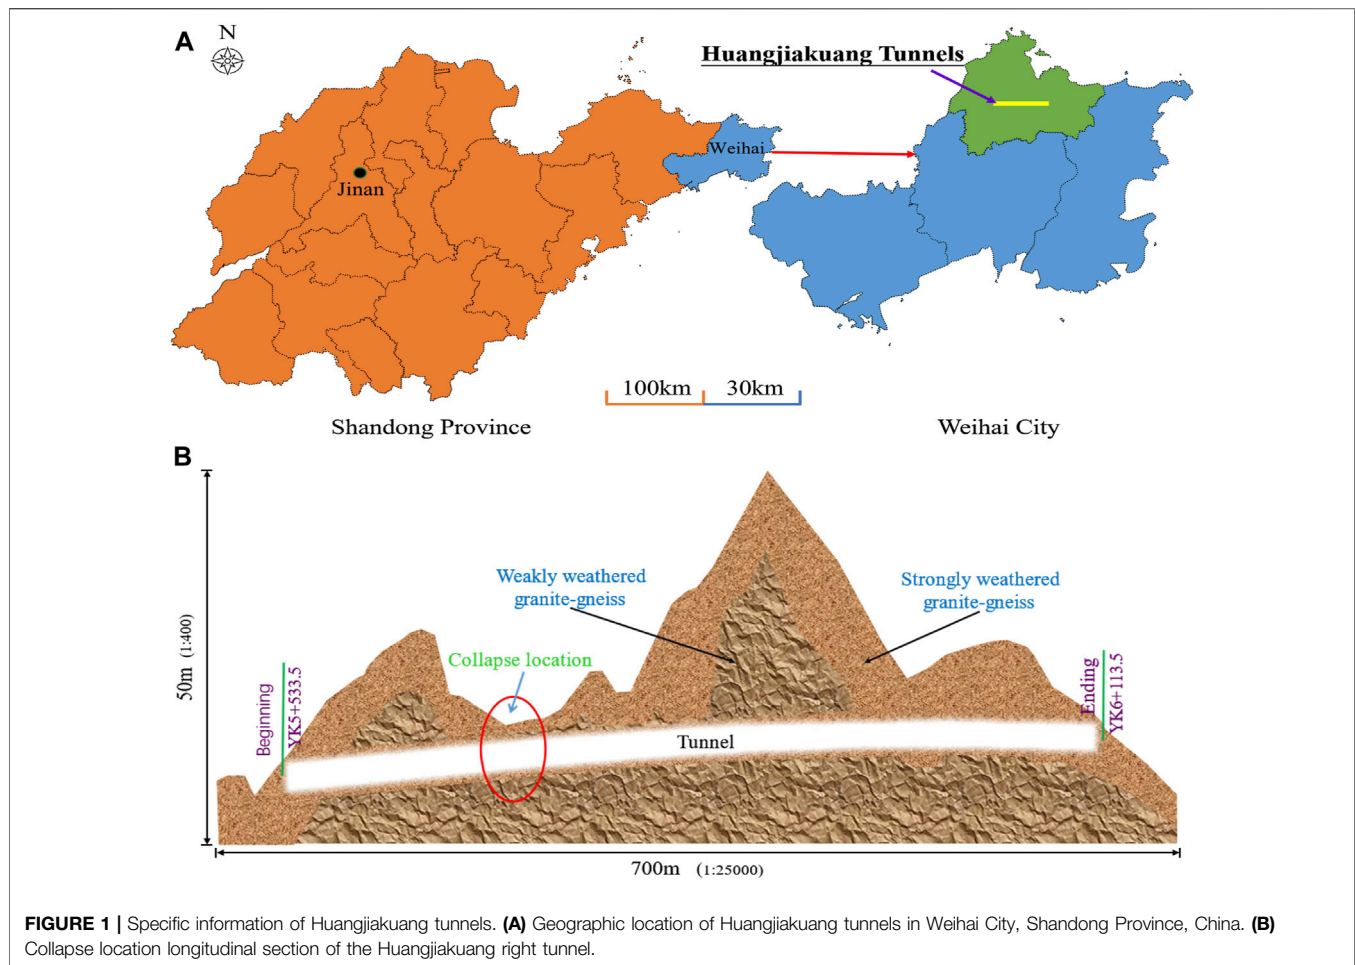 A
N
Huangjiakuang Tunnels
Weihai
Jinan
100km
30km
Shandong Province
Weihai City
B
50m (1:400)
Weakly weathered
granite-gneiss
Strongly weathered
granite-gneiss
Collapse location
Beginning
YK5+533.5
Ending
YK6+113.5
Tunnel
700m (1:25000)
FIGURE 1 | Specific information of Huangjiakuang tunnels. (A) Geographic location of Huangjiakuang tunnels in Weihai City, Shandong Province, China. (B)
Collapse location longitudinal section of the Huangjiakuang right tunnel.